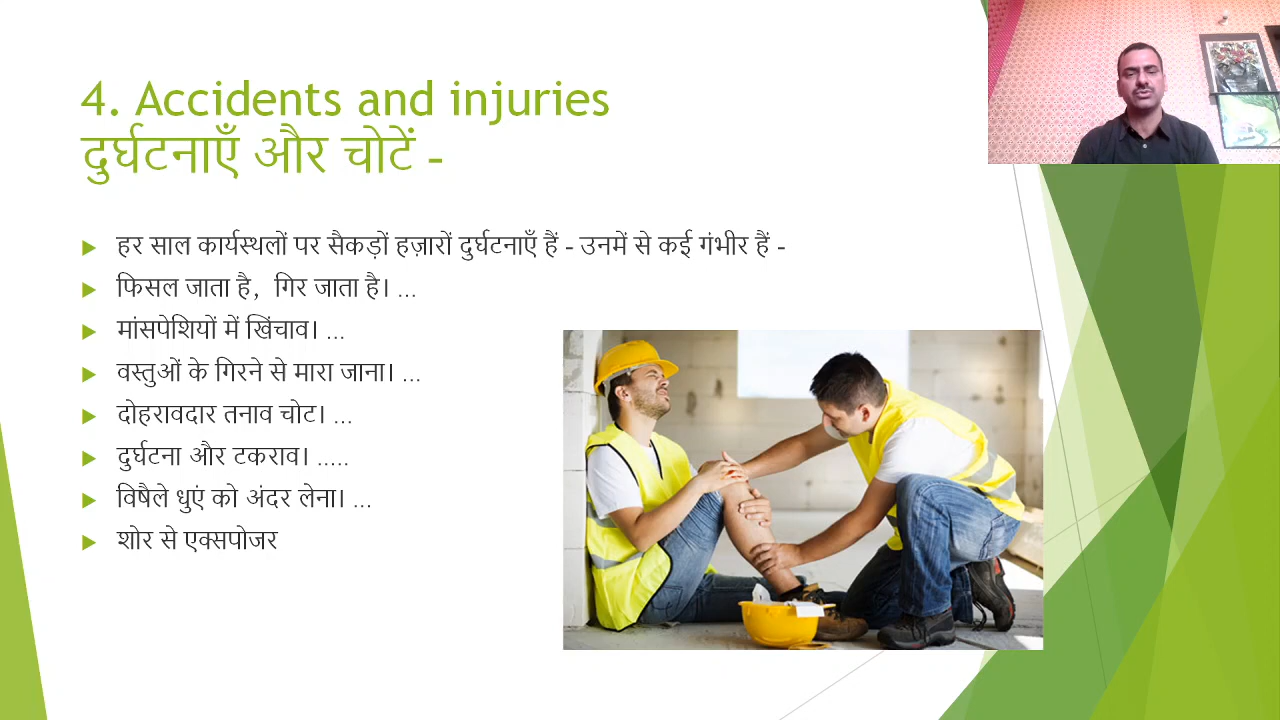 4. Accidents and injuries
दुर्घटनाएँ और चोटें -
हर साल कार्यस्थलों पर सैकड़ों हज़ारों दुर्घटनाएँ हैं - उनमें से कई गंभीर हैं -
फिसल जाता है, गिर जाता है। ...
मांसपेशियों में खिंचाव। ...
वस्तुओं के गिरने से मारा जाना। ...
दोहरावदार तनाव चोट। ...
दुर्घटना और टकराव। .....
विषैले धुएं को अंदर लेना। ...
शोर से एक्सपोजर